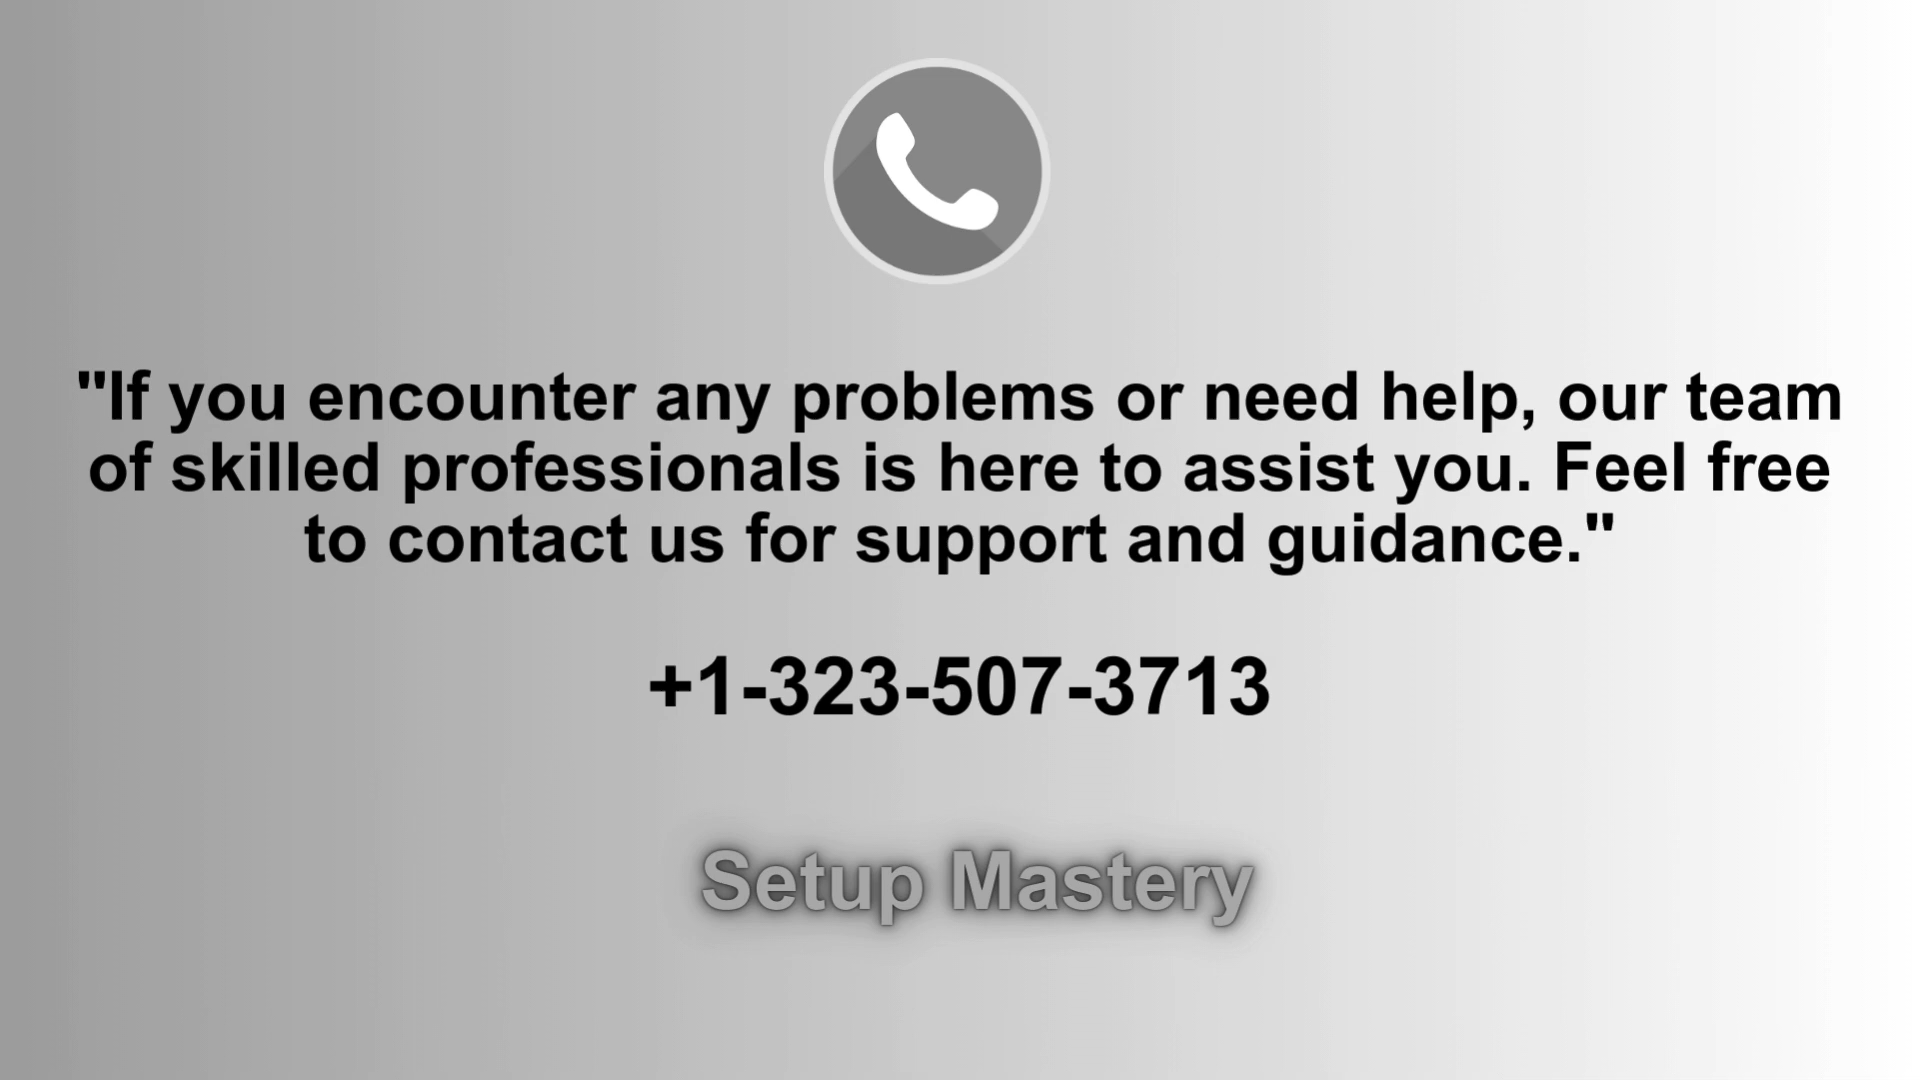 "If you encounter any problems or need help, our team
of skilled professionals is here to assist you. Feel free
to contact us for support and guidance."
+1-323-507-3713
Setup Mastery